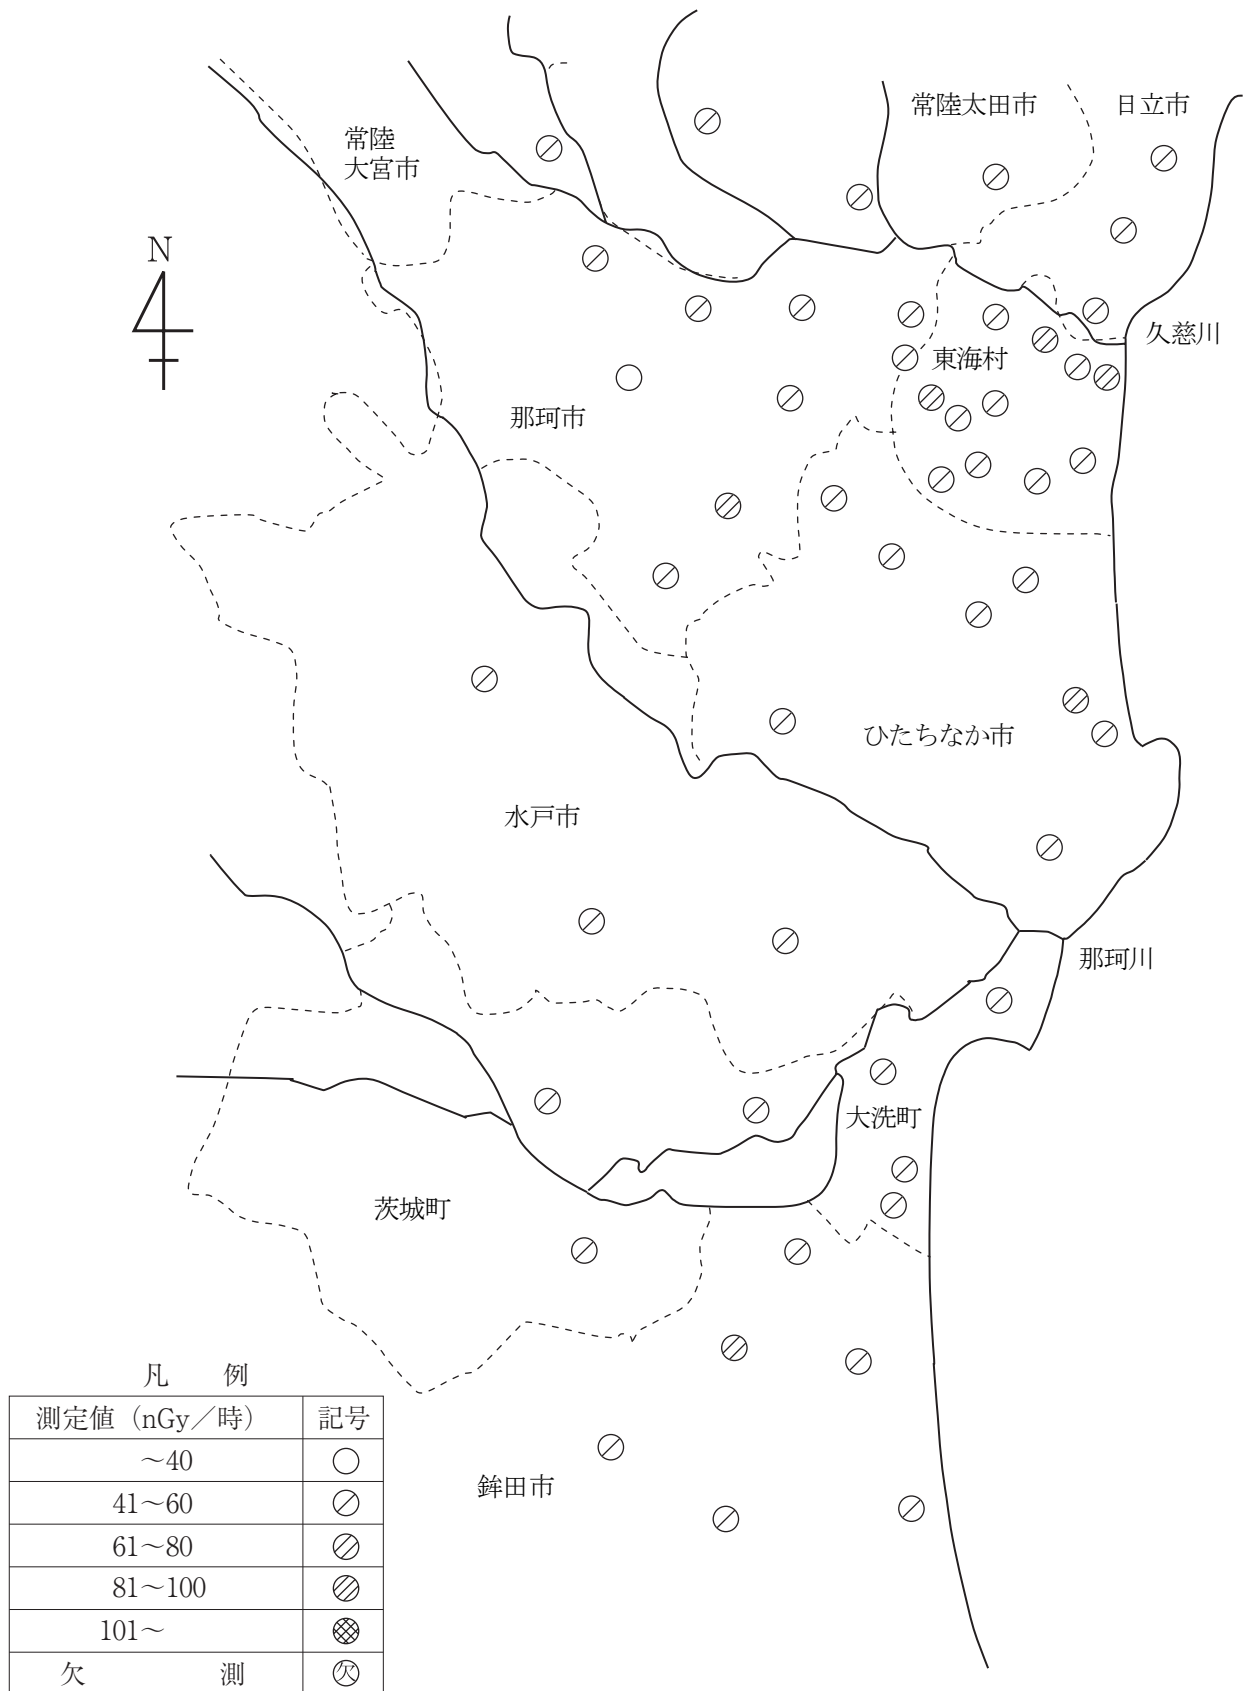 常陸太田市
日立市
常陸
大宮市
N
久慈川
東海村
那珂市
ひたちなか市
水戸市
那珂川
大洗町
茨城町
凡 例
測定値（nGy／時） 記号
～40
41～60
61～80
81～100
101～
欠 測 欠
鉾田市